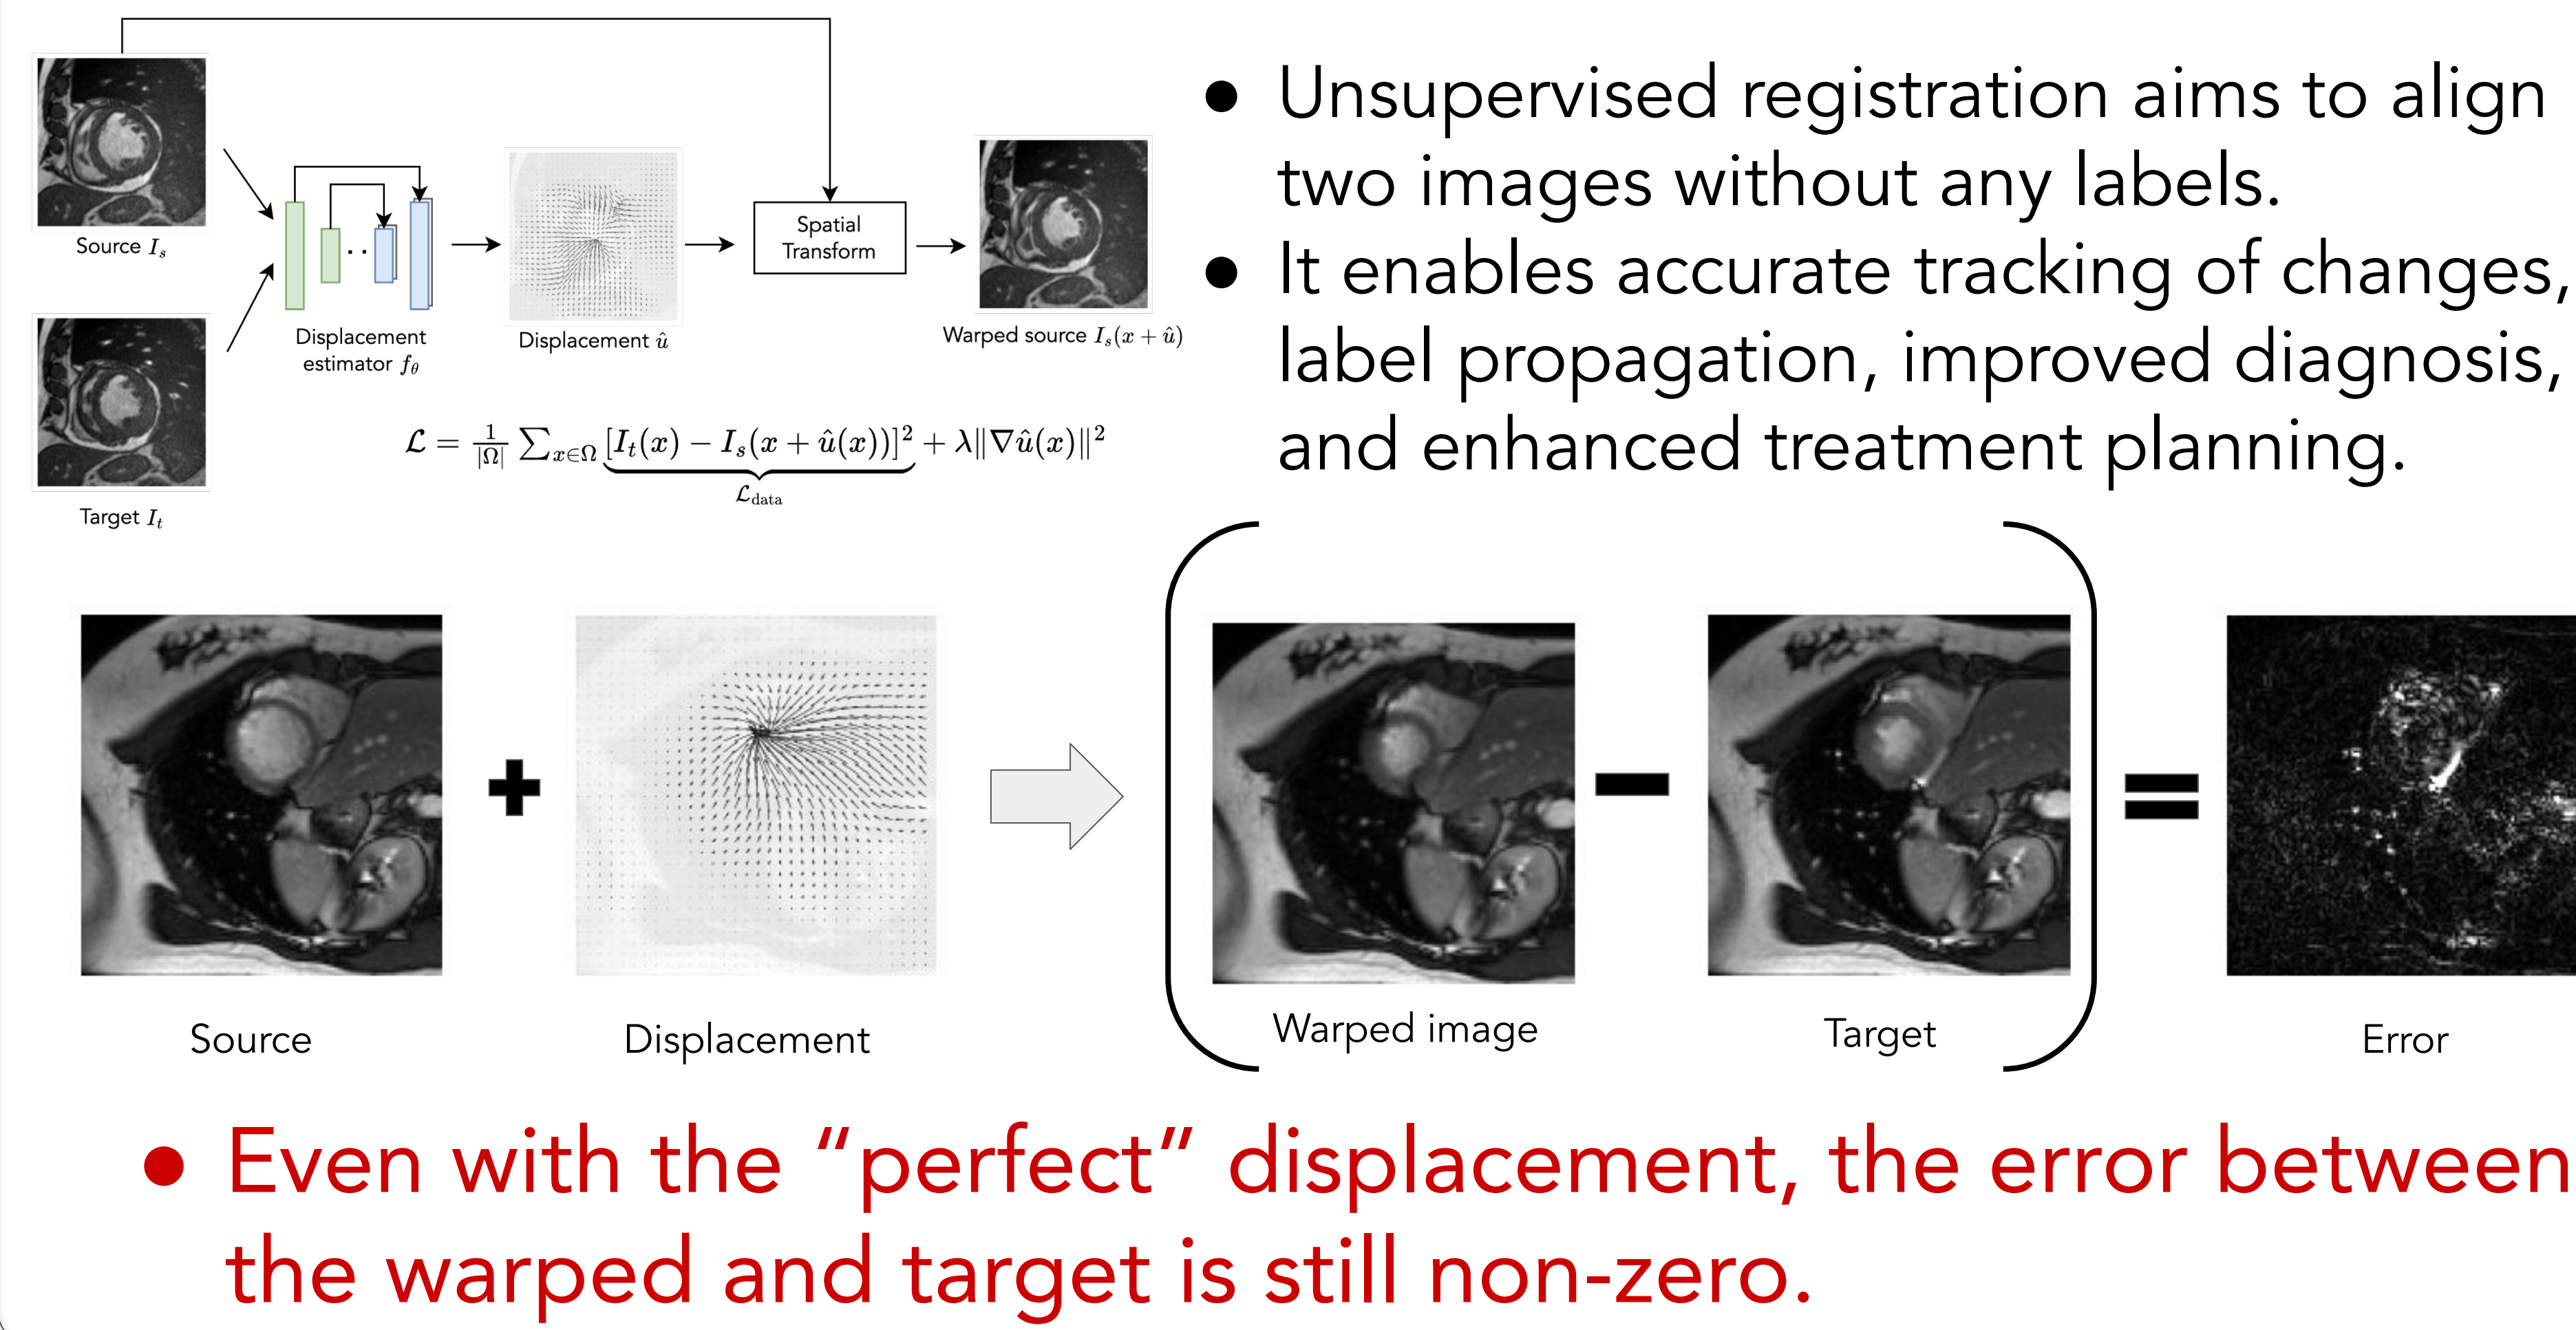 Source I_s
Target I_t
Displacement
estimator f_θ
Displacement û
Spatial
Transform
Warped source I_s(x + û)
ℒ = 1/|Ω| ∑_{x∈Ω} [I_t(x) − I_s(x + û(x))]² + λ‖∇û(x)‖²
ℒ_data
● Unsupervised registration aims to align
two images without any labels.
● It enables accurate tracking of changes,
label propagation, improved diagnosis,
and enhanced treatment planning.
Source
Displacement
Warped image
Target
Error
● Even with the “perfect” displacement, the error between
the warped and target is still non-zero.